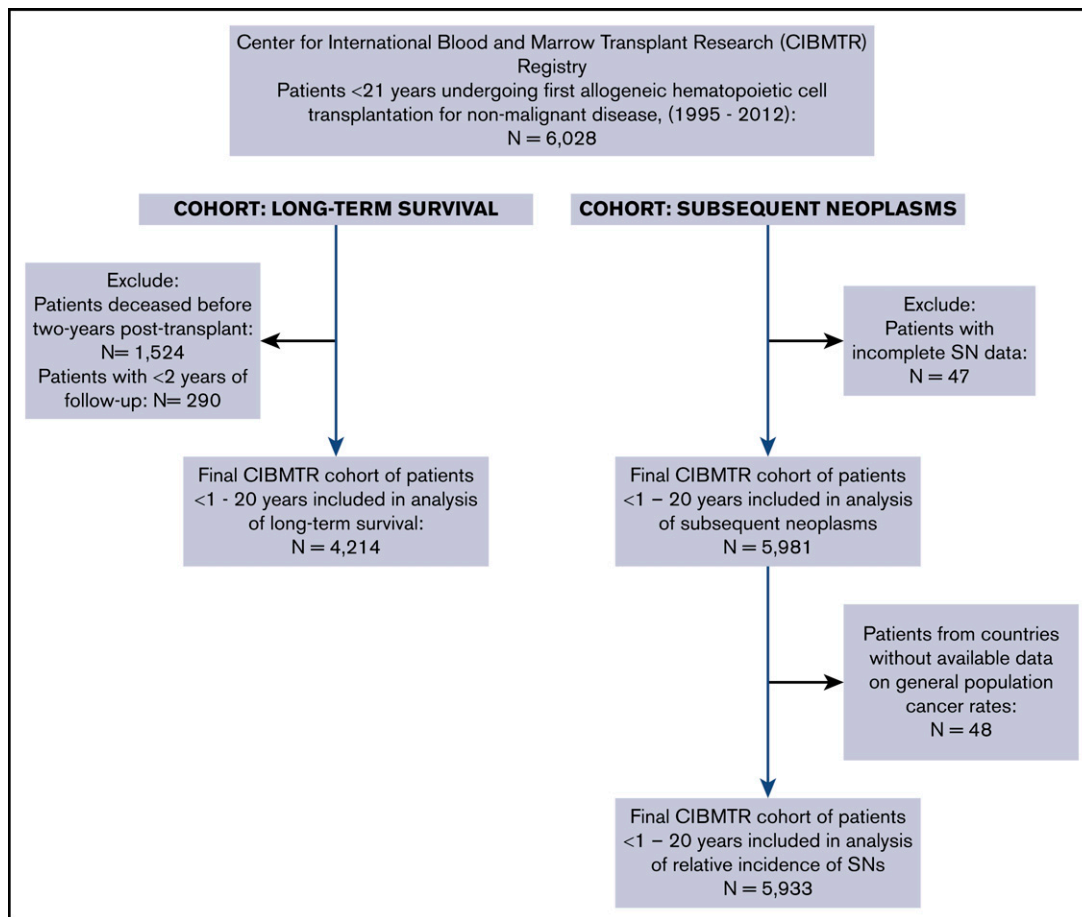 Center for International Blood and Marrow Transplant Research (CIBMTR)
Registry
Patients <21 years undergoing first allogeneic hematopoietic cell
transplantation for non-malignant disease, (1995 - 2012):
N = 6,028
COHORT: LONG-TERM SURVIVAL
Exclude:
Patients deceased before
two-years post-transplant:
N= 1,524
Patients with <2 years of
follow-up: N= 290
Final CIBMTR cohort of patients
<1 - 20 years included in analysis
of long-term survival:
N = 4,214
COHORT: SUBSEQUENT NEOPLASMS
Exclude:
Patients with
incomplete SN data:
N = 47
Final CIBMTR cohort of patients
<1 – 20 years included in analysis
of subsequent neoplasms
N = 5,981
Patients from countries
without available data
on general population
cancer rates:
N = 48
Final CIBMTR cohort of patients
<1 – 20 years included in analysis
of relative incidence of SNs
N = 5,933